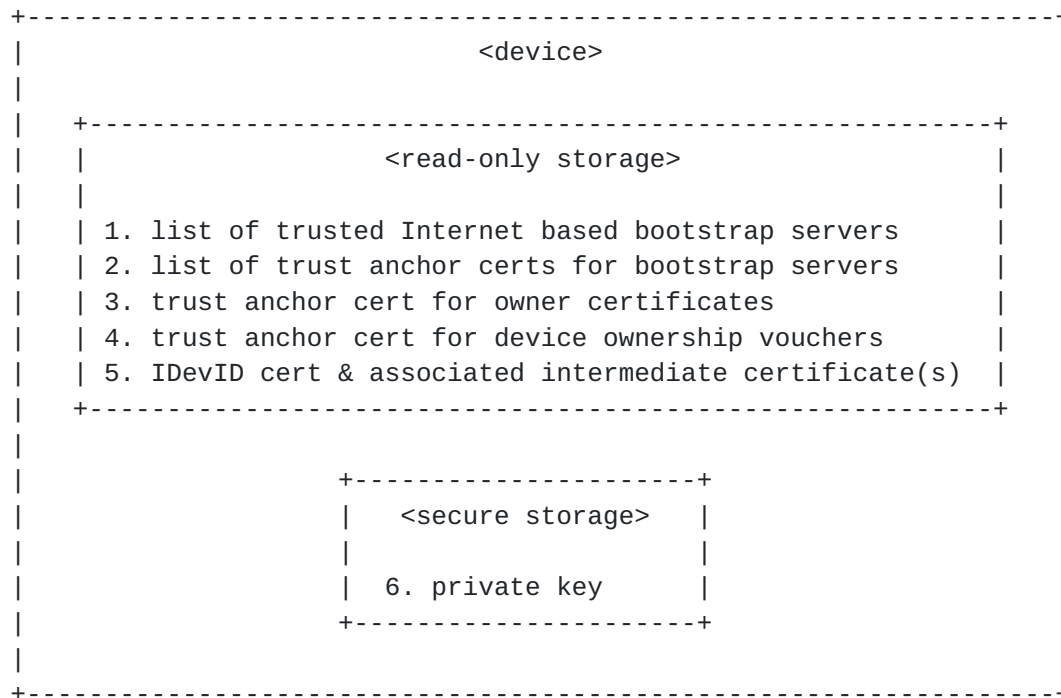 <device>
<read-only storage>
1. list of trusted Internet based bootstrap servers
2. list of trust anchor certs for bootstrap servers
3. trust anchor cert for owner certificates
4. trust anchor cert for device ownership vouchers
5. IDevID cert & associated intermediate certificate(s)
<secure storage>
6. private key